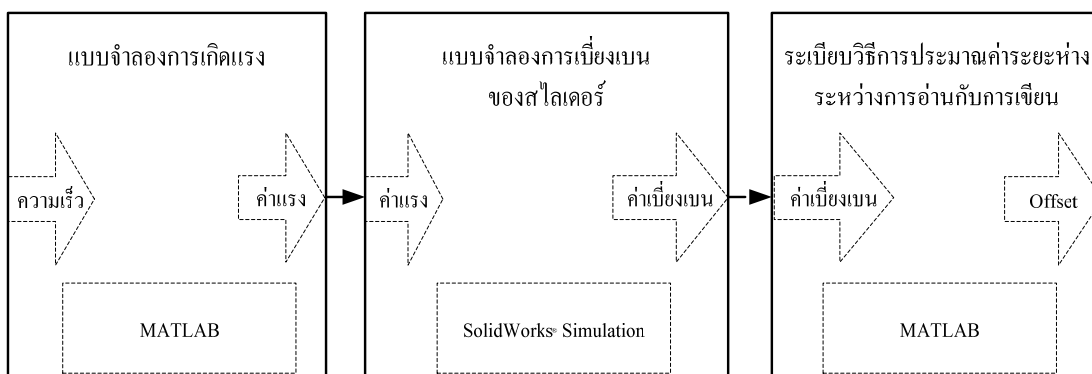 แบบจำลองการเกิดแรง
ความเร็ว
ค่าแรง
MATLAB
แบบจำลองการเบี่ยงเบน
ของสไลเดอร์
ค่าแรง
ค่าเบี่ยงเบน
SolidWorks® Simulation
ระเบียบวิธีการประมาณค่าระยะห่าง
ระหว่างการอ่านกับการเขียน
ค่าเบี่ยงเบน
Offset
MATLAB